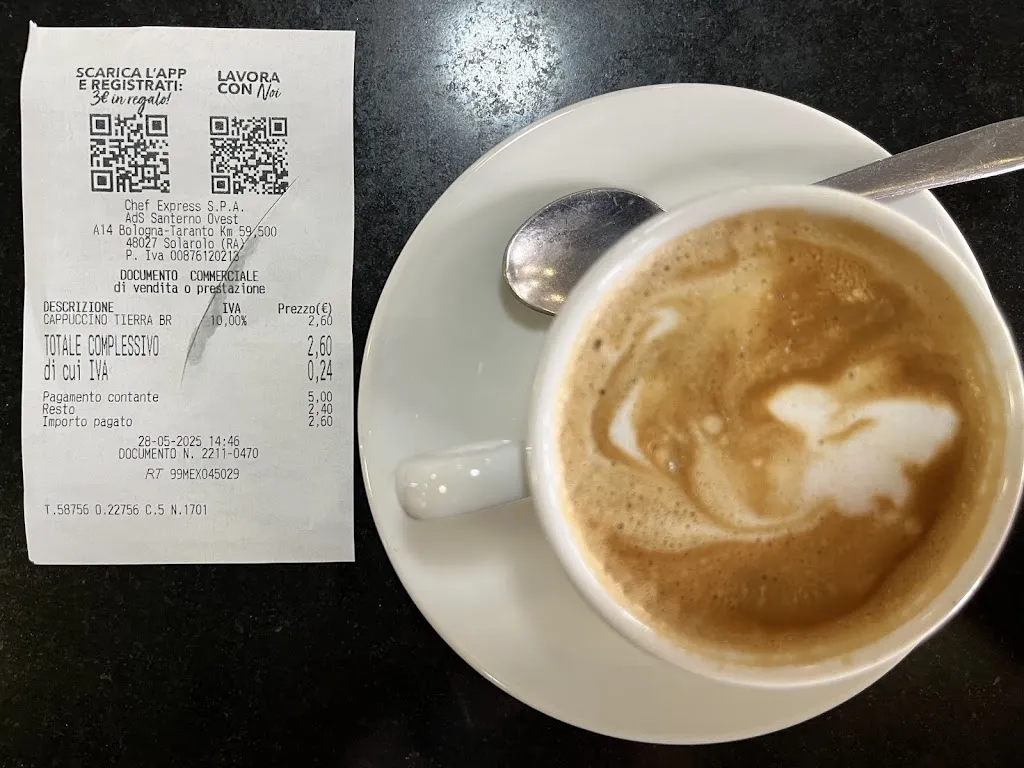 SCARICA L'APP
E REGISTRATI:
3€ in regalo!
LAVORA
CON Noi
Chef Express S.P.A.
AdS Santerno Ovest
A14 Bologna-Taranto Km 59,500
48027 Solarolo (RA)
P. Iva 00876120213
DOCUMENTO COMMERCIALE
di vendita o prestazione
DESCRIZIONE IVA Prezzo(€)
CAPPUCCINO TIERRA BR 10,00% 2,60
TOTALE COMPLESSIVO 2,60
di cui IVA 0,24
Pagamento contante 5,00
Resto 2,40
Importo pagato 2,60
28-05-2025 14:46
DOCUMENTO N. 2211-0470
RT 99MEX045029
T.58756 O.22756 C.5 N.1701